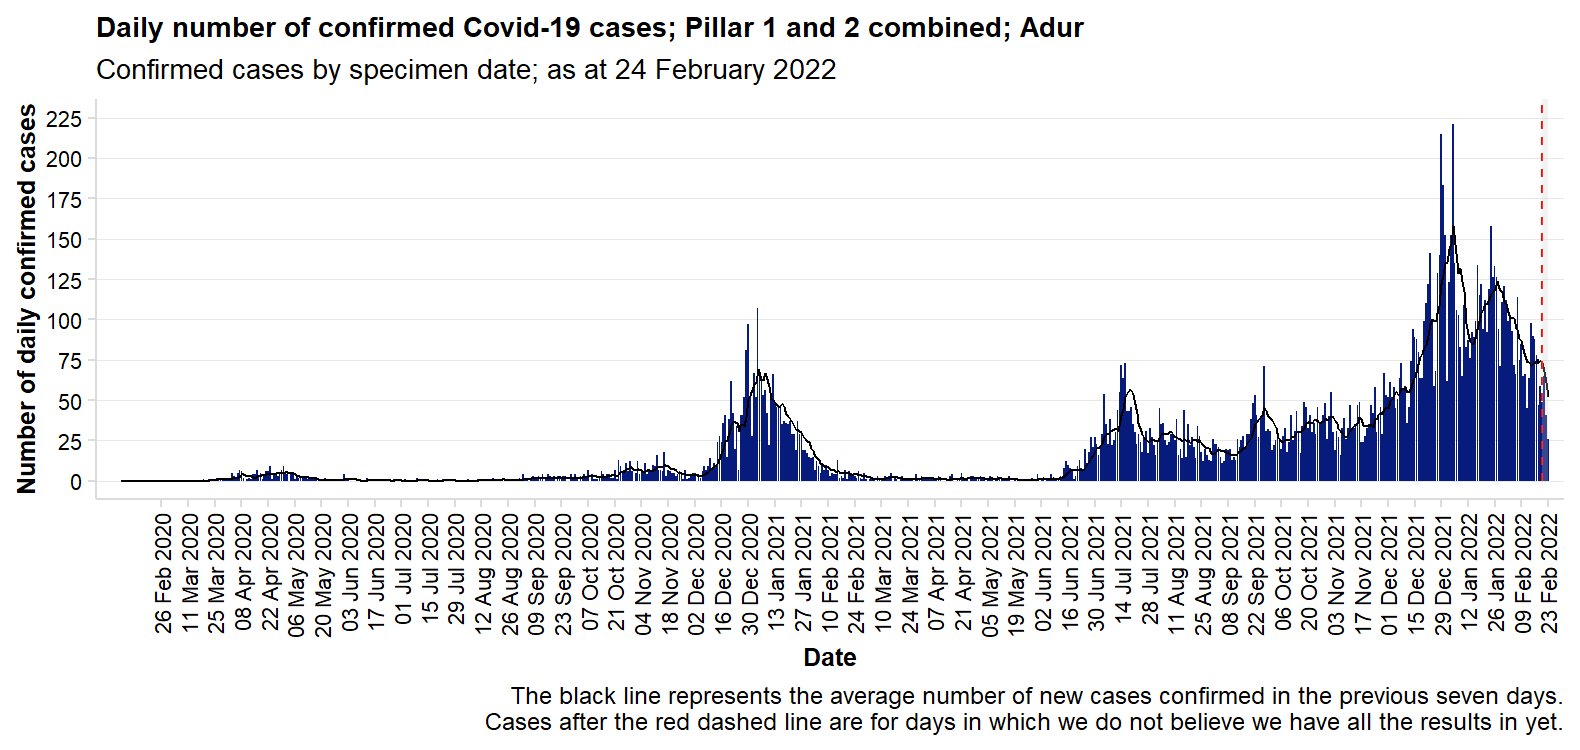 Daily number of confirmed Covid-19 cases; Pillar 1 and 2 combined; Adur
Confirmed cases by specimen date; as at 24 February 2022
Number of daily confirmed cases
225
200
175
150
125
100
75
50
25
0
26 Feb 2020
11 Mar 2020
25 Mar 2020
08 Apr 2020
22 Apr 2020
06 May 2020
20 May 2020
03 Jun 2020
17 Jun 2020
01 Jul 2020
15 Jul 2020
29 Jul 2020
12 Aug 2020
26 Aug 2020
09 Sep 2020
23 Sep 2020
07 Oct 2020
21 Oct 2020
04 Nov 2020
18 Nov 2020
02 Dec 2020
16 Dec 2020
30 Dec 2020
13 Jan 2021
27 Jan 2021
10 Feb 2021
24 Feb 2021
10 Mar 2021
24 Mar 2021
07 Apr 2021
21 Apr 2021
05 May 2021
19 May 2021
02 Jun 2021
16 Jun 2021
30 Jun 2021
14 Jul 2021
28 Jul 2021
11 Aug 2021
25 Aug 2021
08 Sep 2021
22 Sep 2021
06 Oct 2021
20 Oct 2021
03 Nov 2021
17 Nov 2021
01 Dec 2021
15 Dec 2021
29 Dec 2021
12 Jan 2022
26 Jan 2022
09 Feb 2022
23 Feb 2022
Date
The black line represents the average number of new cases confirmed in the previous seven days.
Cases after the red dashed line are for days in which we do not believe we have all the results in yet.